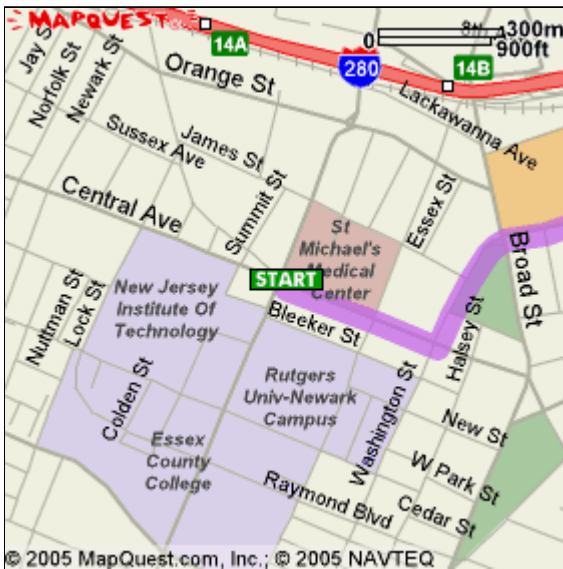 MAPQUEST
0
300m
900ft
8th
14A
14B
280
Jay St
Norfolk St
Newark St
Orange St
Lackawanna Ave
Sussex Ave
James St
Summit St
Essex St
Central Ave
St
Michael's
Medical
Center
START
Broad St
Nuttman St
Lock St
New Jersey
Institute Of
Technology
Bleeker St
Halsey St
Colden St
Rutgers
Univ-Newark
Campus
Washington St
New St
W Park St
Essex
County
College
Raymond Blvd
Cedar St
© 2005 MapQuest.com, Inc.; © 2005 NAVTEQ